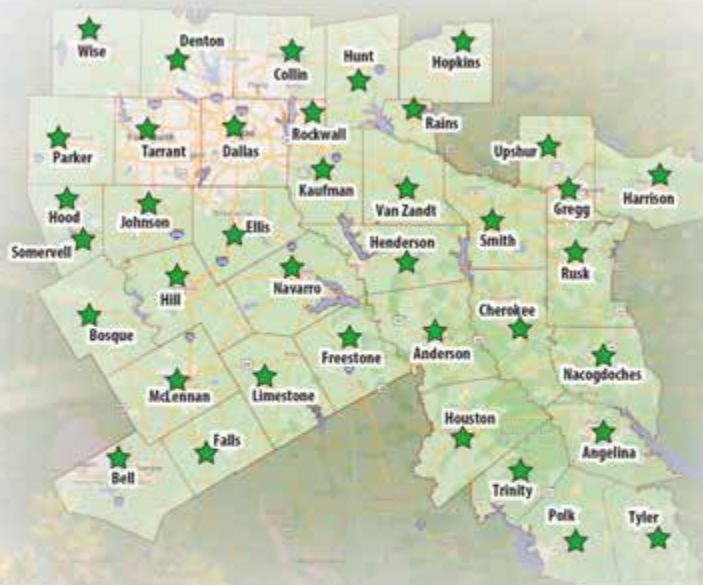 Wise
Denton
Collin
Hunt
Hopkins
Parker
Tarrant
Dallas
Rockwall
Rains
Upshur
Kaufman
Van Zandt
Gregg
Harrison
Hood
Johnson
Ellis
Smith
Somervell
Henderson
Rusk
Hill
Navarro
Bosque
Cherokee
Freestone
Anderson
McLennan
Limestone
Nacogdoches
Houston
Falls
Angelina
Bell
Trinity
Polk
Tyler